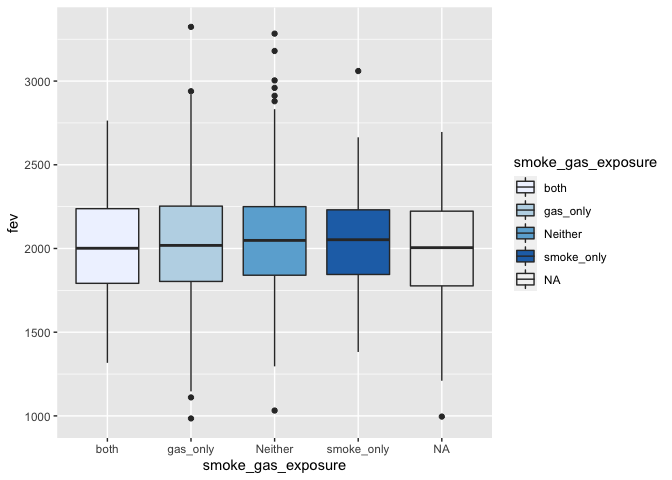 fev
3000
2500
2000
1500
1000
both
gas_only
Neither
smoke_only
NA
smoke_gas_exposure
smoke_gas_exposure
both
gas_only
Neither
smoke_only
NA